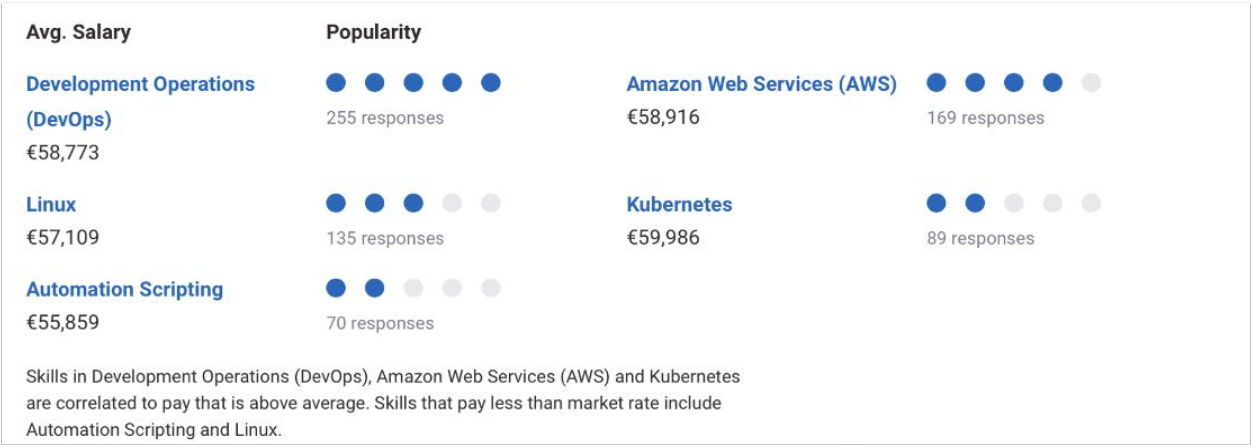 Avg. Salary
Popularity
Development Operations
(DevOps)
€58,773
255 responses
Amazon Web Services (AWS)
€58,916
169 responses
Linux
€57,109
135 responses
Kubernetes
€59,986
89 responses
Automation Scripting
€55,859
70 responses
Skills in Development Operations (DevOps), Amazon Web Services (AWS) and Kubernetes
are correlated to pay that is above average. Skills that pay less than market rate include
Automation Scripting and Linux.